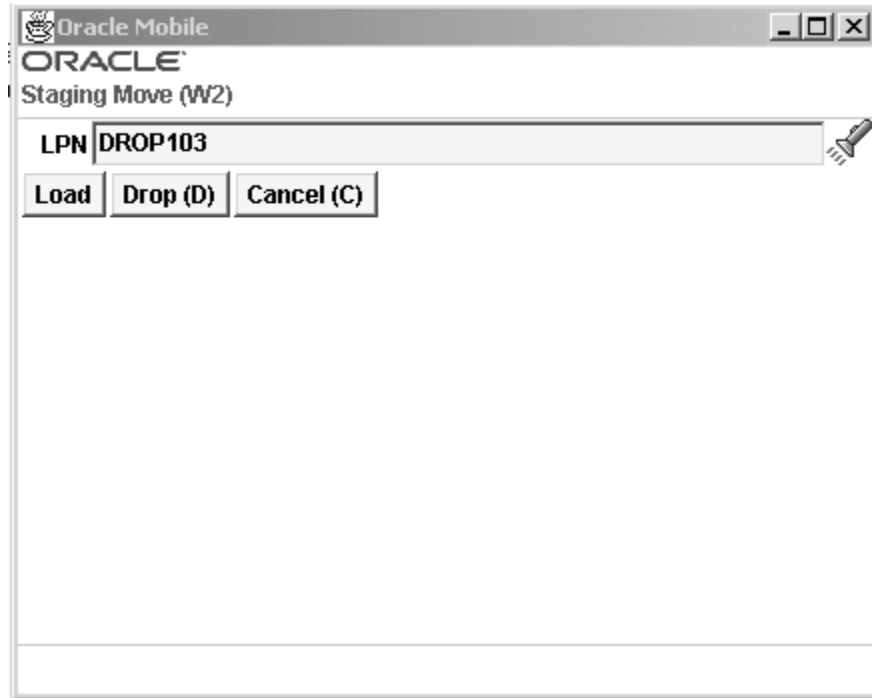 Oracle Mobile
ORACLE
Staging Move (W2)
LPN DROP103
Load Drop (D) Cancel (C)